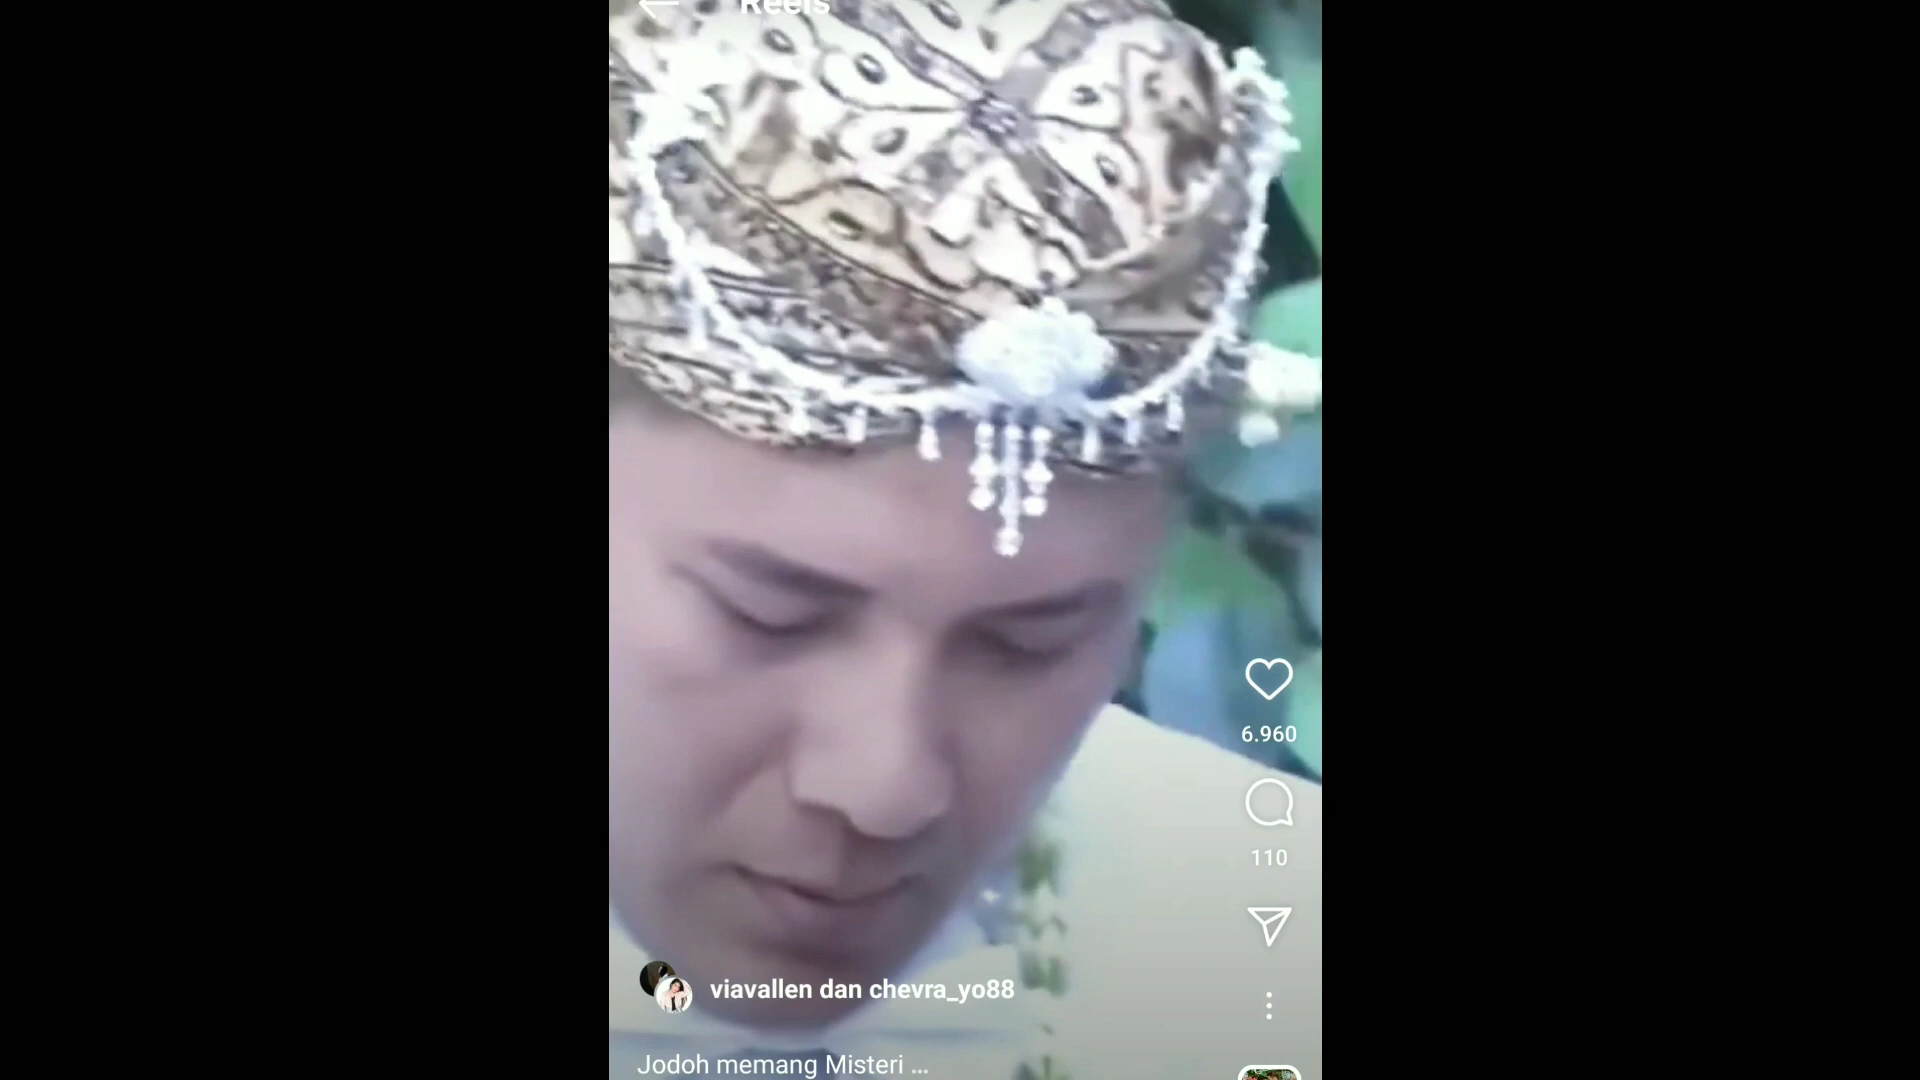 Reels
6.960
110
viavallen dan chevra_yo88
Jodoh memang Misteri ...